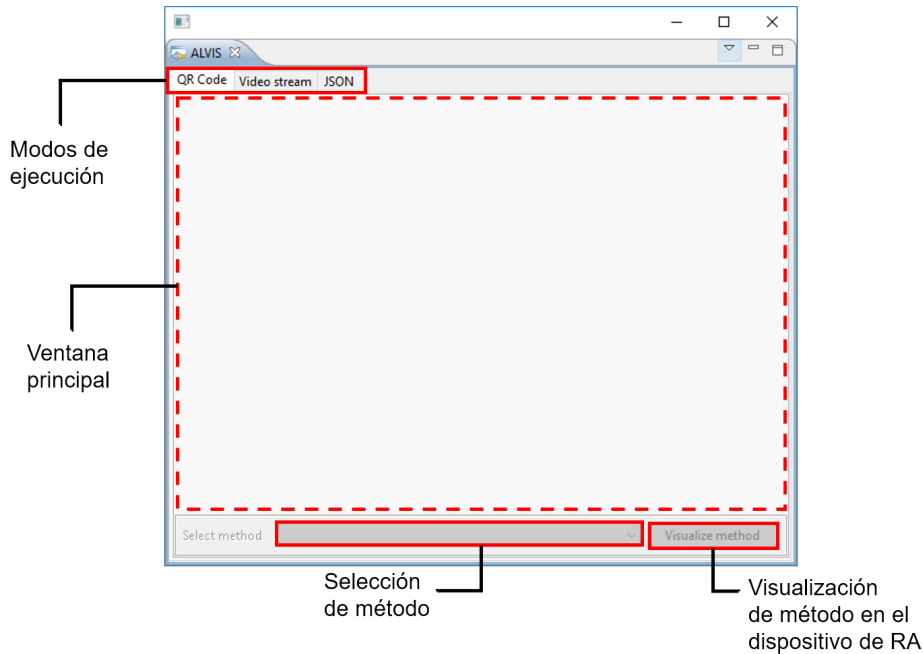 ALVIS
QR Code Video stream JSON
Modos de
ejecución
Ventana
principal
Select method
Visualize method
Selección
de método
Visualización
de método en el
dispositivo de RA